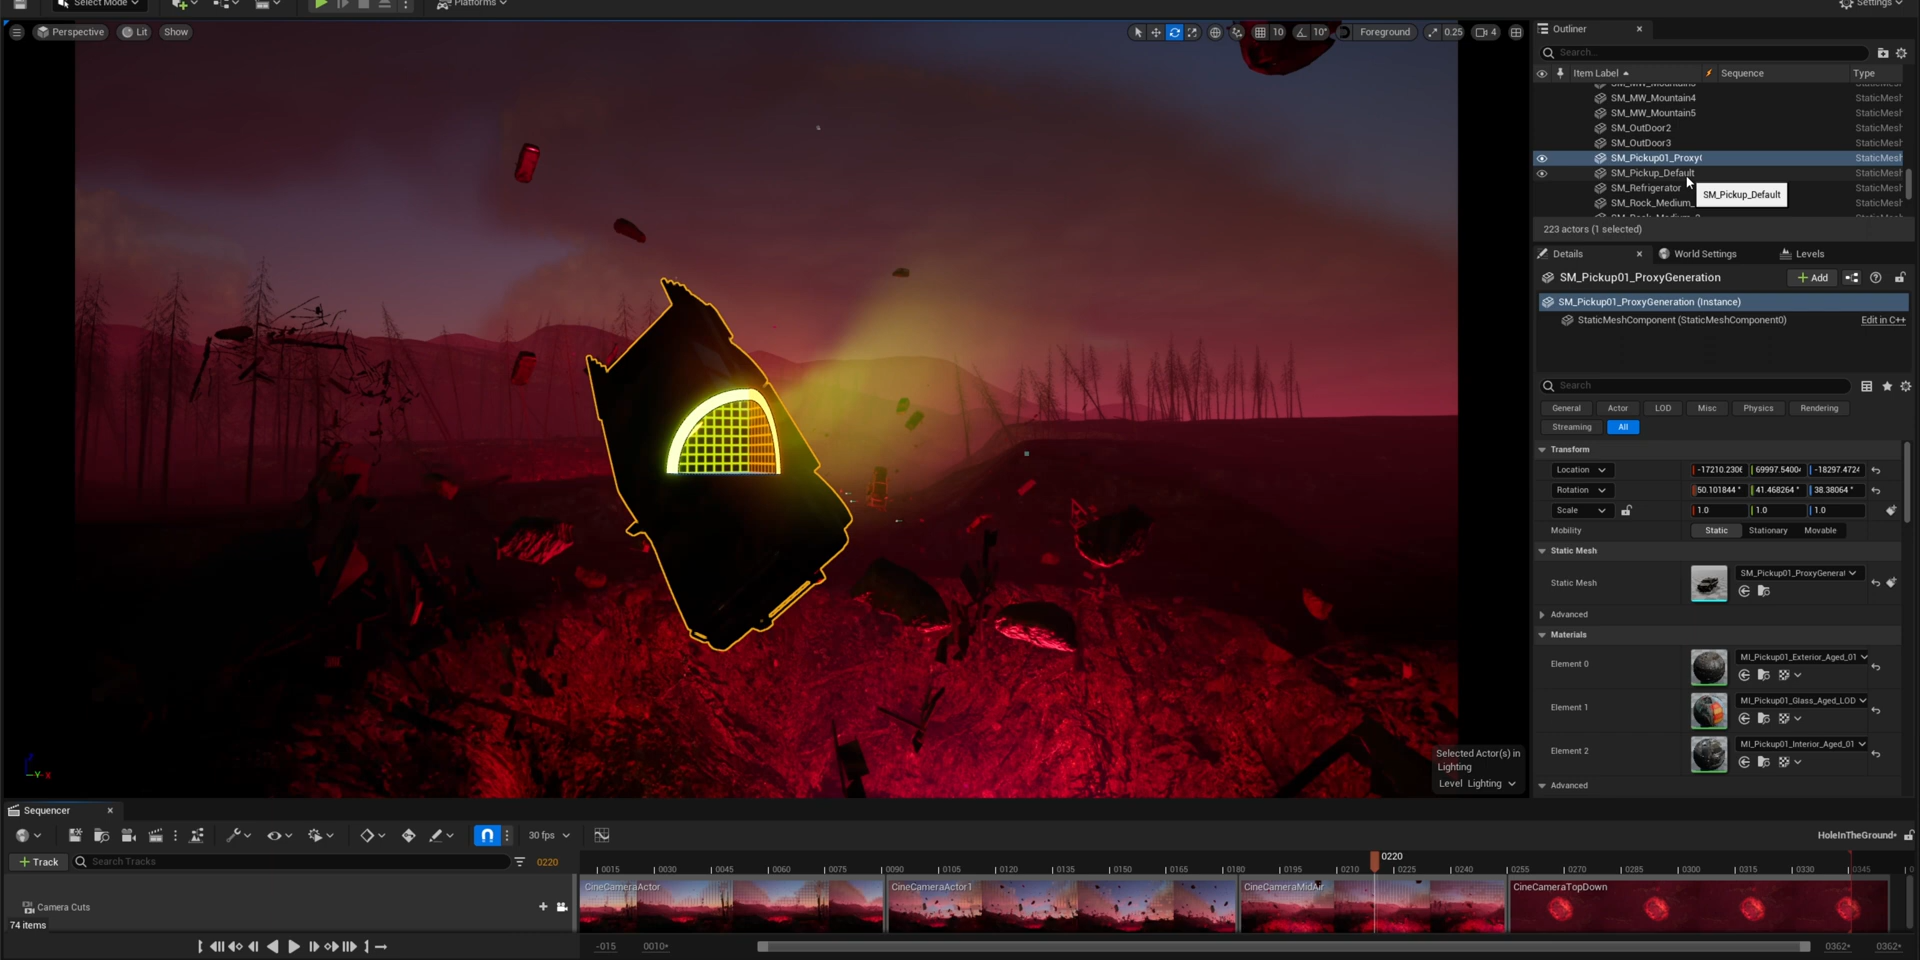 Select Mode
Platforms
Settings
Perspective
Lit
Show
10
10°
Foreground
0.25
4
Outliner
Search...
Item Label
Sequence
Type
SM_MW_Mountain4 StaticMesh
SM_MW_Mountain5 StaticMesh
SM_OutDoor2 StaticMesh
SM_OutDoor3 StaticMesh
SM_Pickup01_Proxy StaticMesh
SM_Pickup_Default StaticMesh
SM_Refrigerator StaticMesh
SM_Pickup_Default
SM_Rock_Medium_ StaticMesh
223 actors (1 selected)
Details
World Settings
Levels
SM_Pickup01_ProxyGeneration
Add
SM_Pickup01_ProxyGeneration (Instance)
StaticMeshComponent (StaticMeshComponent0)
Edit in C++
Search
General
Actor
LOD
Misc
Physics
Rendering
Streaming
All
Transform
Location
-17210.230
69997.5400
-18297.472
Rotation
50.101844 °
41.468264 °
38.38064 °
Scale
1.0
1.0
1.0
Mobility
Static
Stationary
Movable
Static Mesh
Static Mesh
SM_Pickup01_ProxyGenerat
Advanced
Materials
Element 0
MI_Pickup01_Exterior_Aged_01
Element 1
MI_Pickup01_Glass_Aged_LOD
Element 2
MI_Pickup01_Interior_Aged_01
Advanced
Selected Actor(s) in
Lighting
Level Lighting
Sequencer
30 fps
HoleInTheGround•
+ Track
Search Tracks
0220
0220
0015 0030 0045 0060 0075 0090 0105 0120 0135 0150 0165 0180 0195 0210 0225 0240 0255 0270 0285 0300 0315 0330 0345
CineCameraActor
CineCameraActor1
CineCameraMidAir
CineCameraTopDown
Camera Cuts
74 items
-015
0010+
0362+
0362+